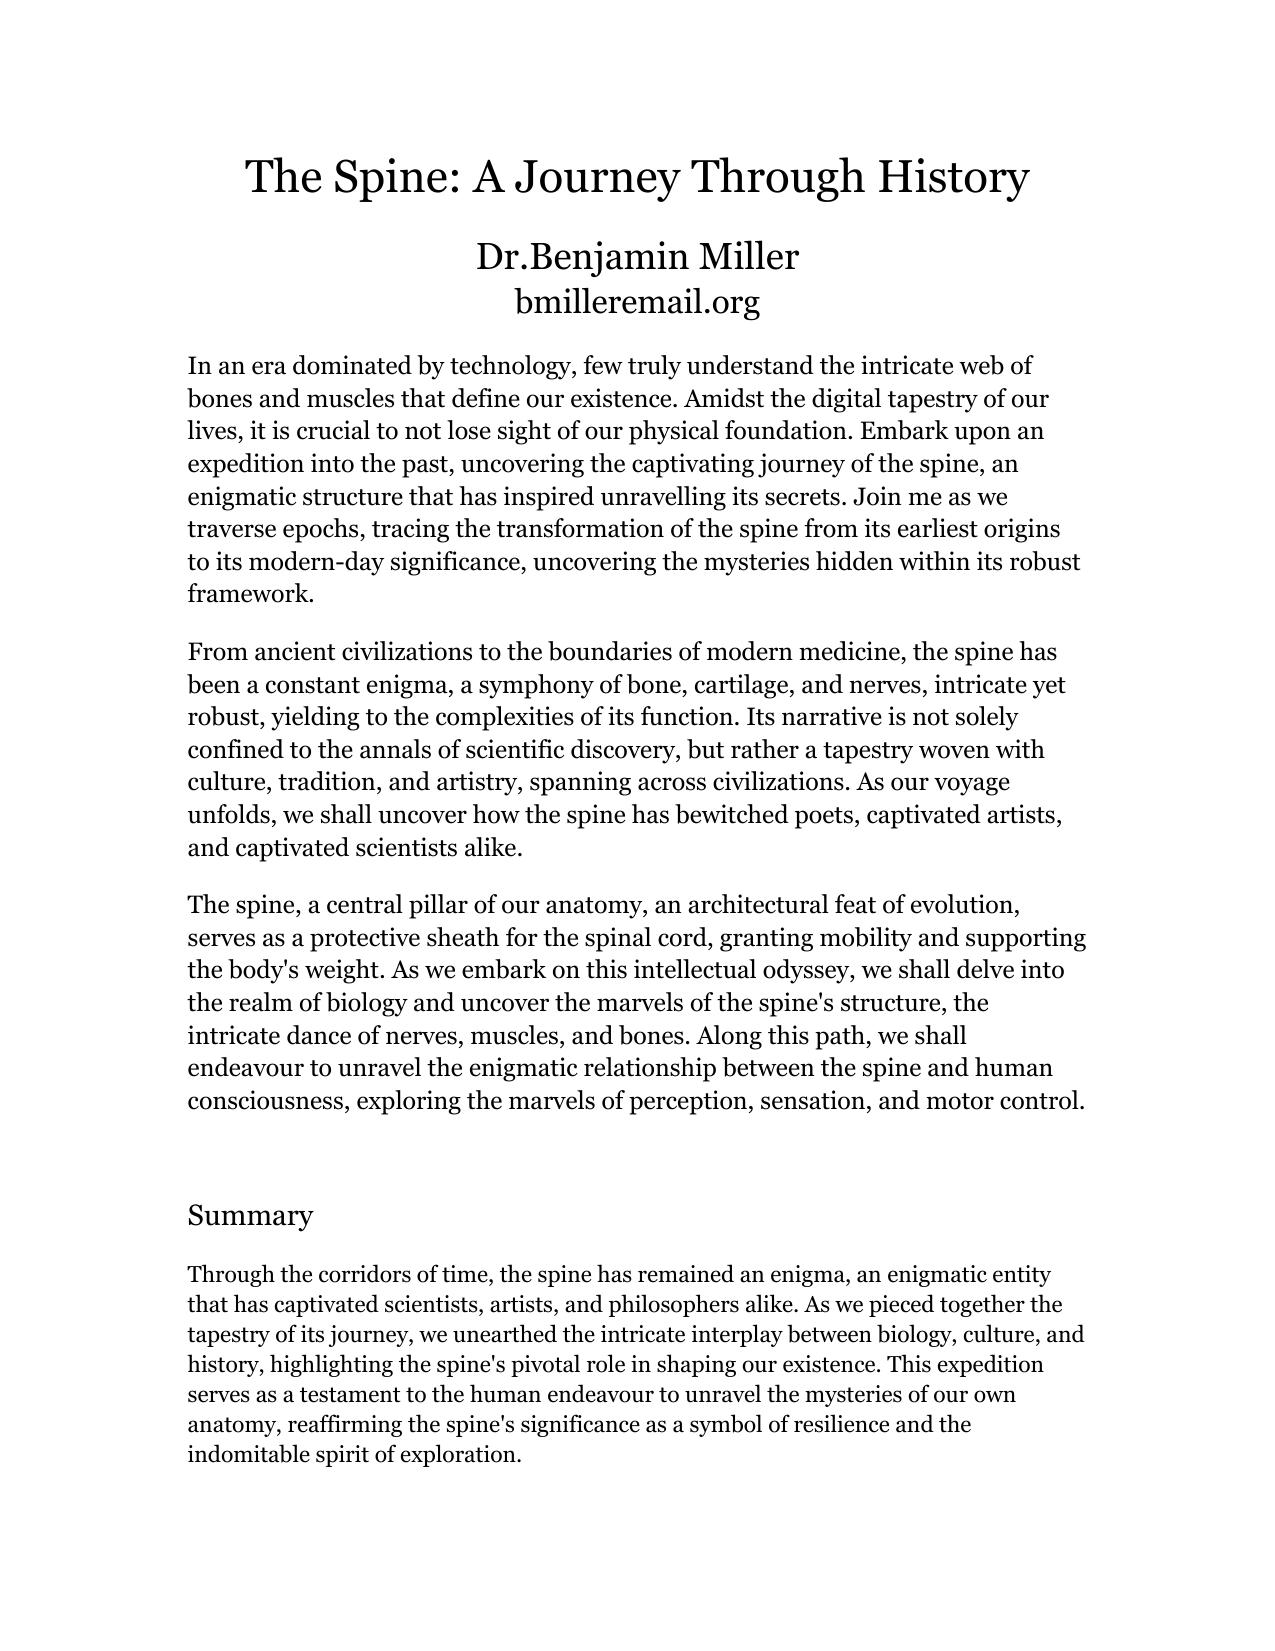 The Spine: A Journey Through History
Dr.Benjamin Miller
bmilleremail.org
In an era dominated by technology, few truly understand the intricate web of
bones and muscles that define our existence. Amidst the digital tapestry of our
lives, it is crucial to not lose sight of our physical foundation. Embark upon an
expedition into the past, uncovering the captivating journey of the spine, an
enigmatic structure that has inspired unravelling its secrets. Join me as we
traverse epochs, tracing the transformation of the spine from its earliest origins
to its modern-day significance, uncovering the mysteries hidden within its robust
framework.
From ancient civilizations to the boundaries of modern medicine, the spine has
been a constant enigma, a symphony of bone, cartilage, and nerves, intricate yet
robust, yielding to the complexities of its function. Its narrative is not solely
confined to the annals of scientific discovery, but rather a tapestry woven with
culture, tradition, and artistry, spanning across civilizations. As our voyage
unfolds, we shall uncover how the spine has bewitched poets, captivated artists,
and captivated scientists alike.
The spine, a central pillar of our anatomy, an architectural feat of evolution,
serves as a protective sheath for the spinal cord, granting mobility and supporting
the body's weight. As we embark on this intellectual odyssey, we shall delve into
the realm of biology and uncover the marvels of the spine's structure, the
intricate dance of nerves, muscles, and bones. Along this path, we shall
endeavour to unravel the enigmatic relationship between the spine and human
consciousness, exploring the marvels of perception, sensation, and motor control.
Summary
Through the corridors of time, the spine has remained an enigma, an enigmatic entity
that has captivated scientists, artists, and philosophers alike. As we pieced together the
tapestry of its journey, we unearthed the intricate interplay between biology, culture, and
history, highlighting the spine's pivotal role in shaping our existence. This expedition
serves as a testament to the human endeavour to unravel the mysteries of our own
anatomy, reaffirming the spine's significance as a symbol of resilience and the
indomitable spirit of exploration.